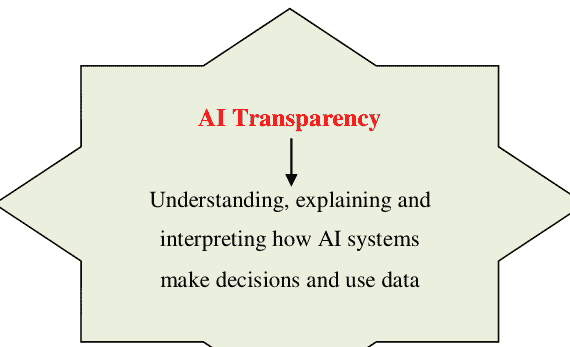 AI Transparency
Understanding, explaining and
interpreting how AI systems
make decisions and use data